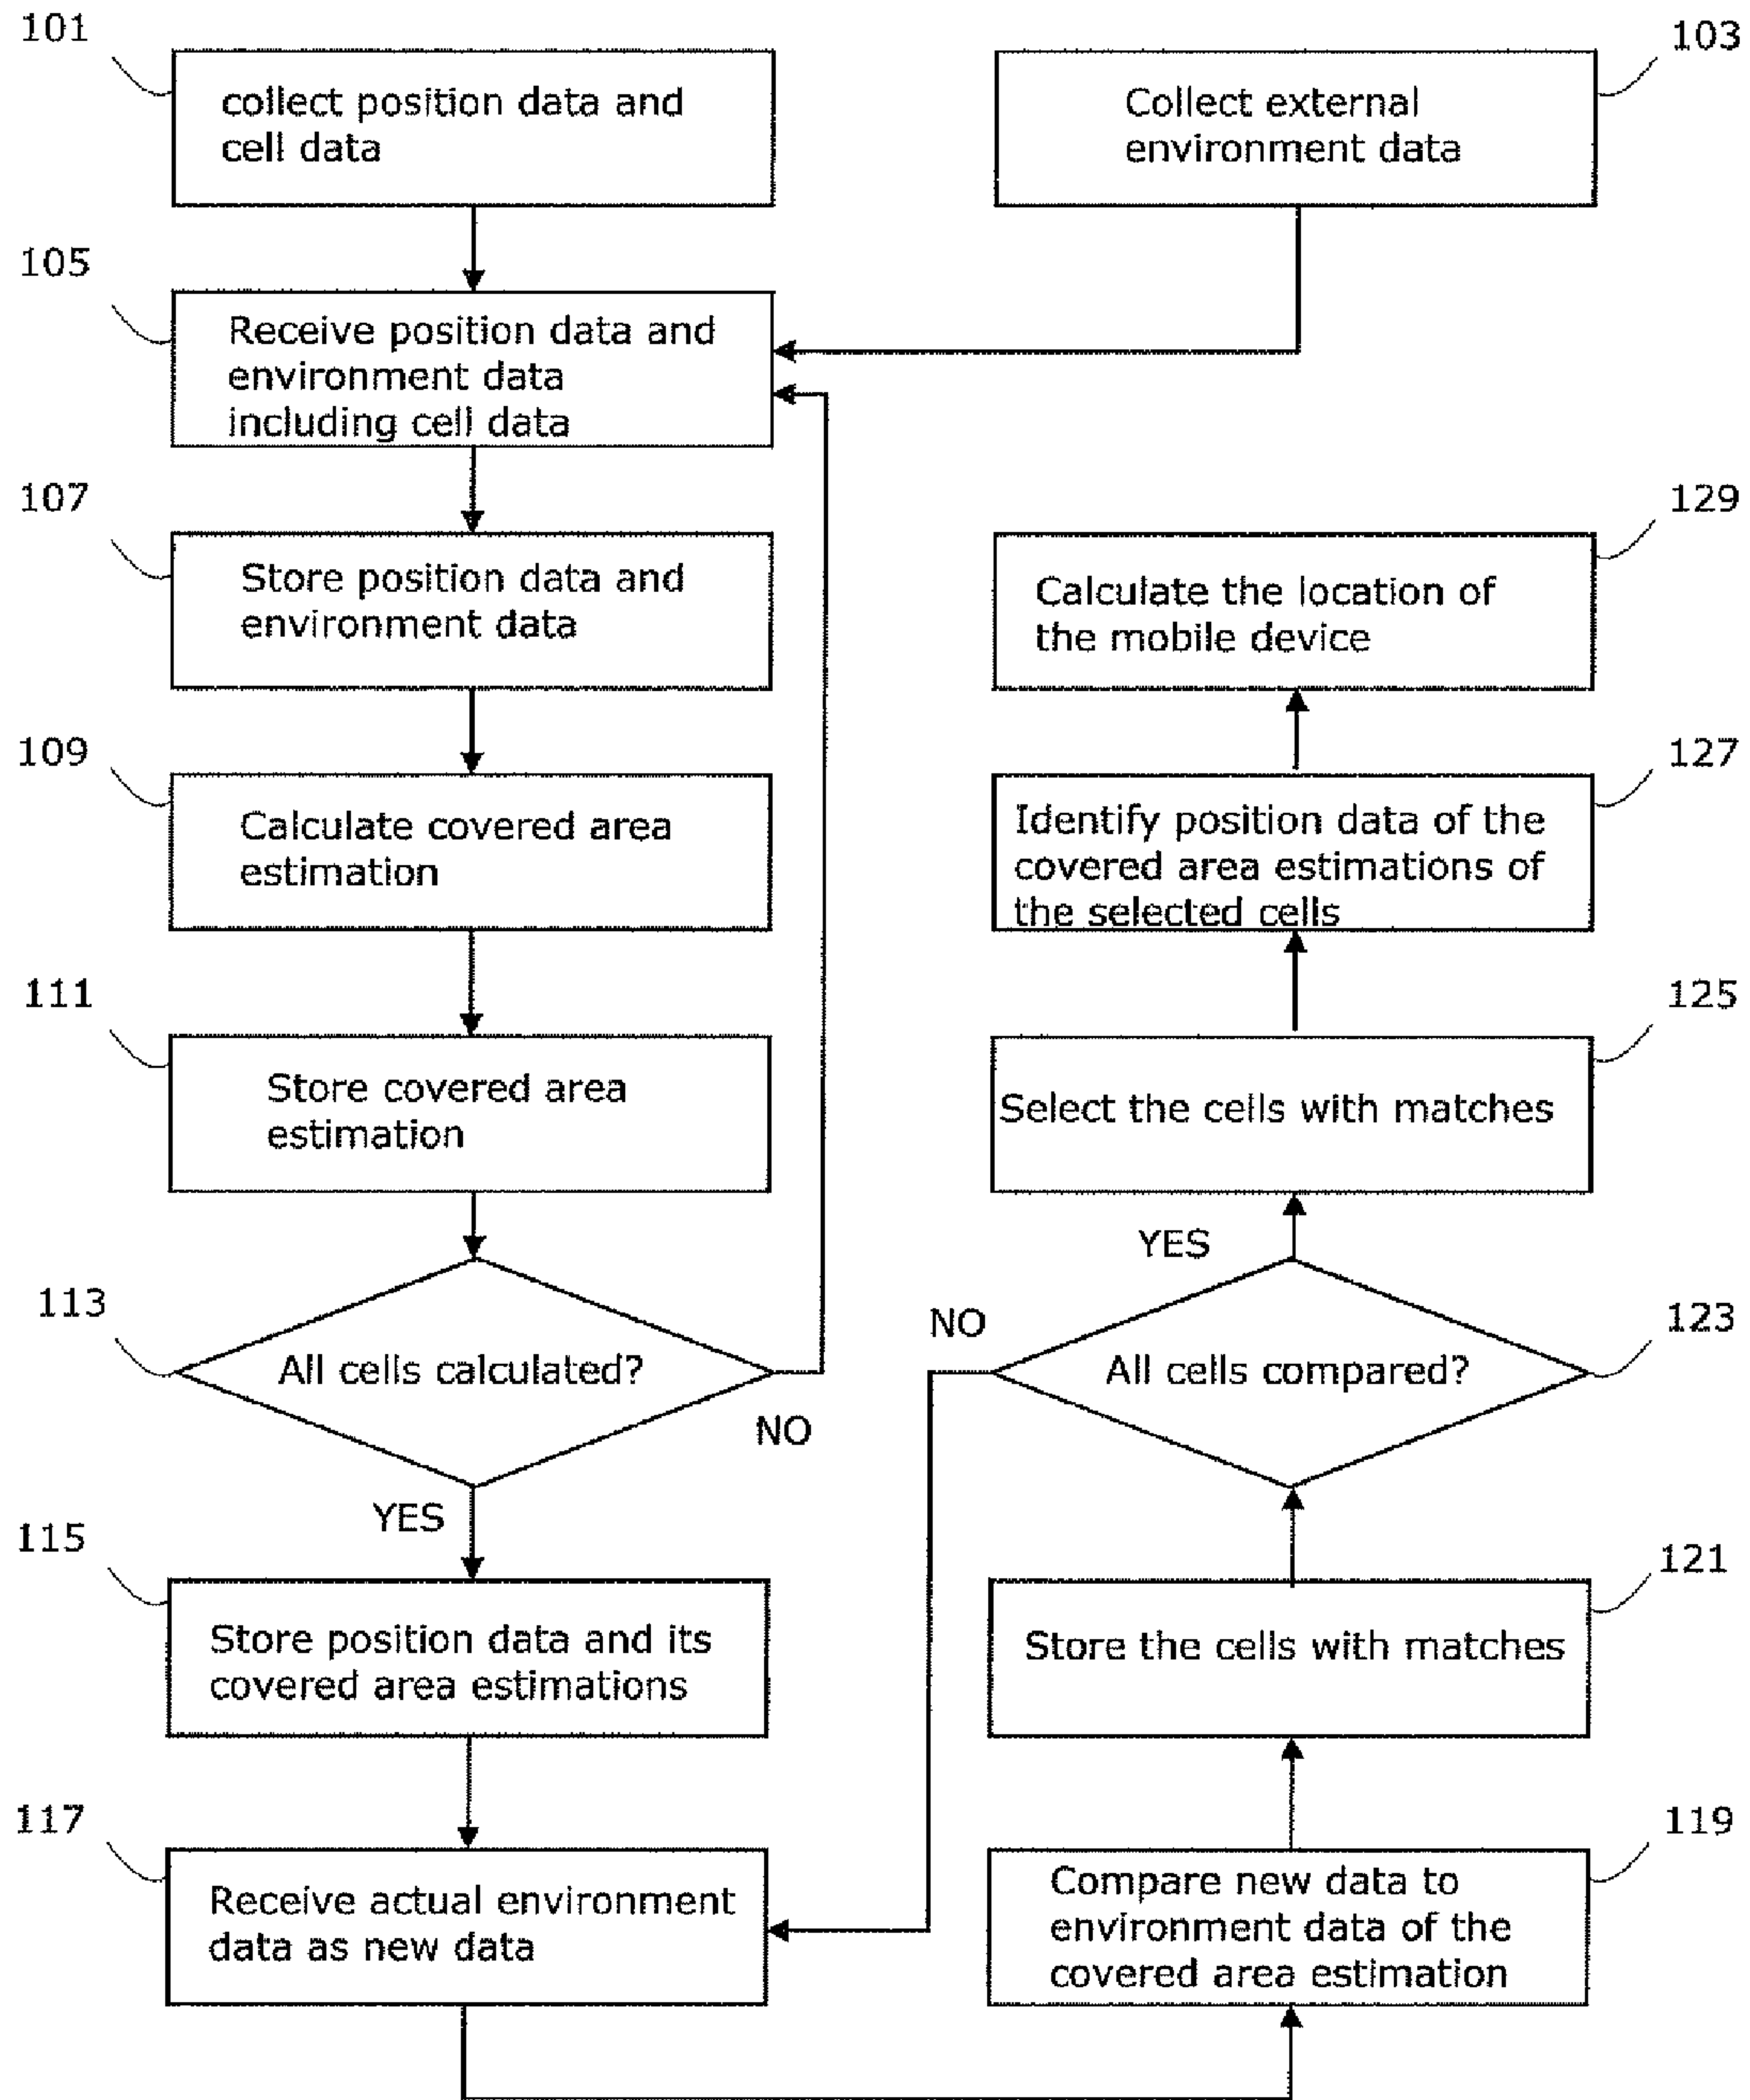 101
collect position data and
cell data
103
Collect external
environment data
105
Receive position data and
environment data
including cell data
107
Store position data and
environment data
109
Calculate covered area
estimation
111
Store covered area
estimation
113
All cells calculated?
NO
YES
115
Store position data and its
covered area estimations
117
Receive actual environment
data as new data
119
Compare new data to
environment data of the
covered area estimation
121
Store the cells with matches
123
All cells compared?
NO
YES
125
Select the cells with matches
127
Identify position data of the
covered area estimations of
the selected cells
129
Calculate the location of
the mobile device